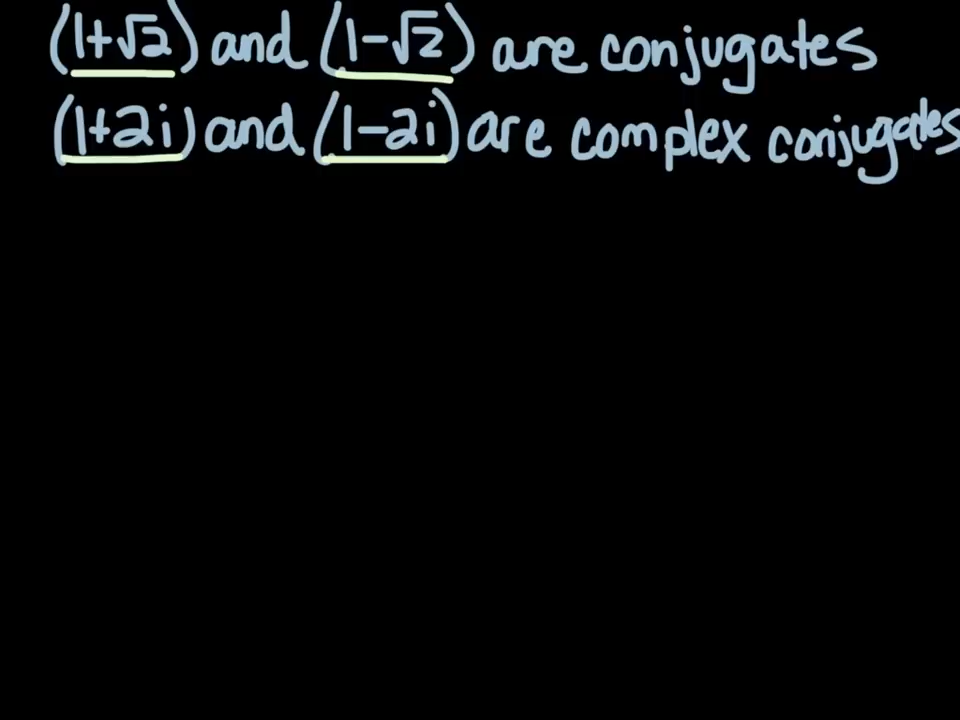 (1+√2) and (1-√2) are conjugates
(1+2i) and (1-2i) are complex conjugates